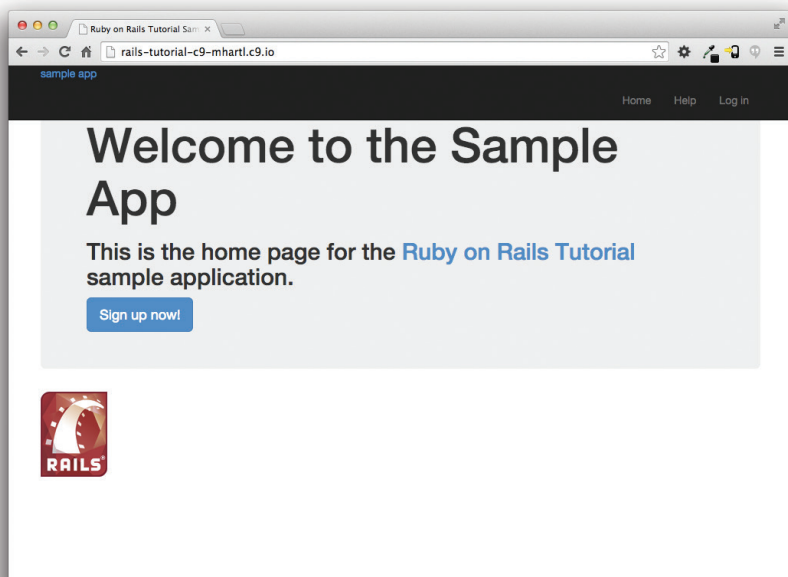 Ruby on Rails Tutorial Sam
rails-tutorial-c9-mhartl.c9.io
sample app
Home Help Log in
Welcome to the Sample
App
This is the home page for the Ruby on Rails Tutorial
sample application.
Sign up now!
RAILS